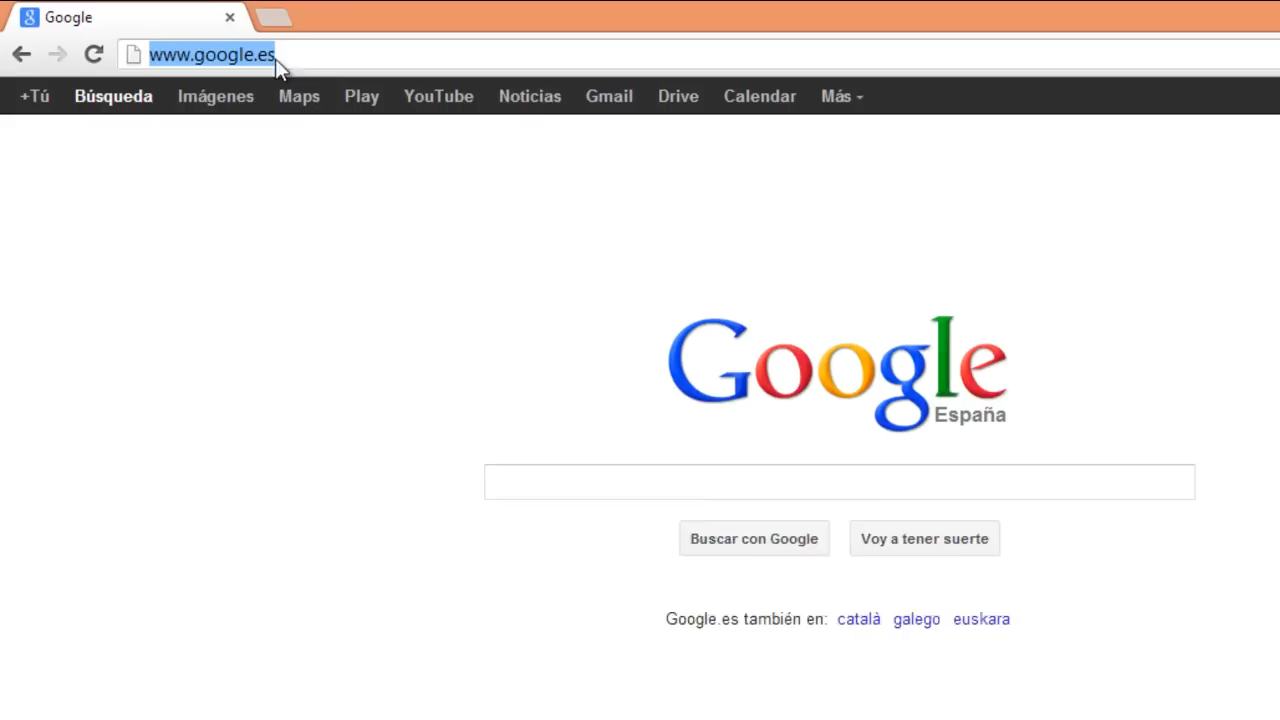 Google
www.google.es
+Tú Búsqueda Imágenes Maps Play YouTube Noticias Gmail Drive Calendar Más
Google
España
Buscar con Google Voy a tener suerte
Google.es también en: català galego euskara